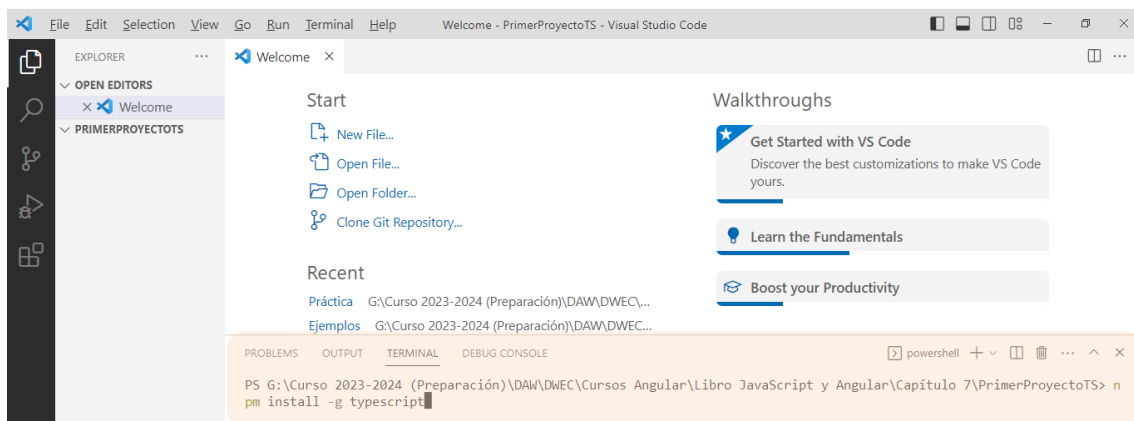 File Edit Selection View Go Run Terminal Help Welcome - PrimerProyectoTS - Visual Studio Code
EXPLORER
OPEN EDITORS
Welcome
PRIMERPROYECTOTS
Welcome
Start
New File...
Open File...
Open Folder...
Clone Git Repository...
Recent
Práctica G:\Curso 2023-2024 (Preparación)\DAW\DWEC\...
Ejemplos G:\Curso 2023-2024 (Preparación)\DAW\DWEC...
Walkthroughs
Get Started with VS Code
Discover the best customizations to make VS Code
yours.
Learn the Fundamentals
Boost your Productivity
PROBLEMS OUTPUT TERMINAL DEBUG CONSOLE powershell
PS G:\Curso 2023-2024 (Preparación)\DAW\DWEC\Cursos Angular\Libro JavaScript y Angular\Capítulo 7\PrimerProyectoTS> n
pm install -g typescript